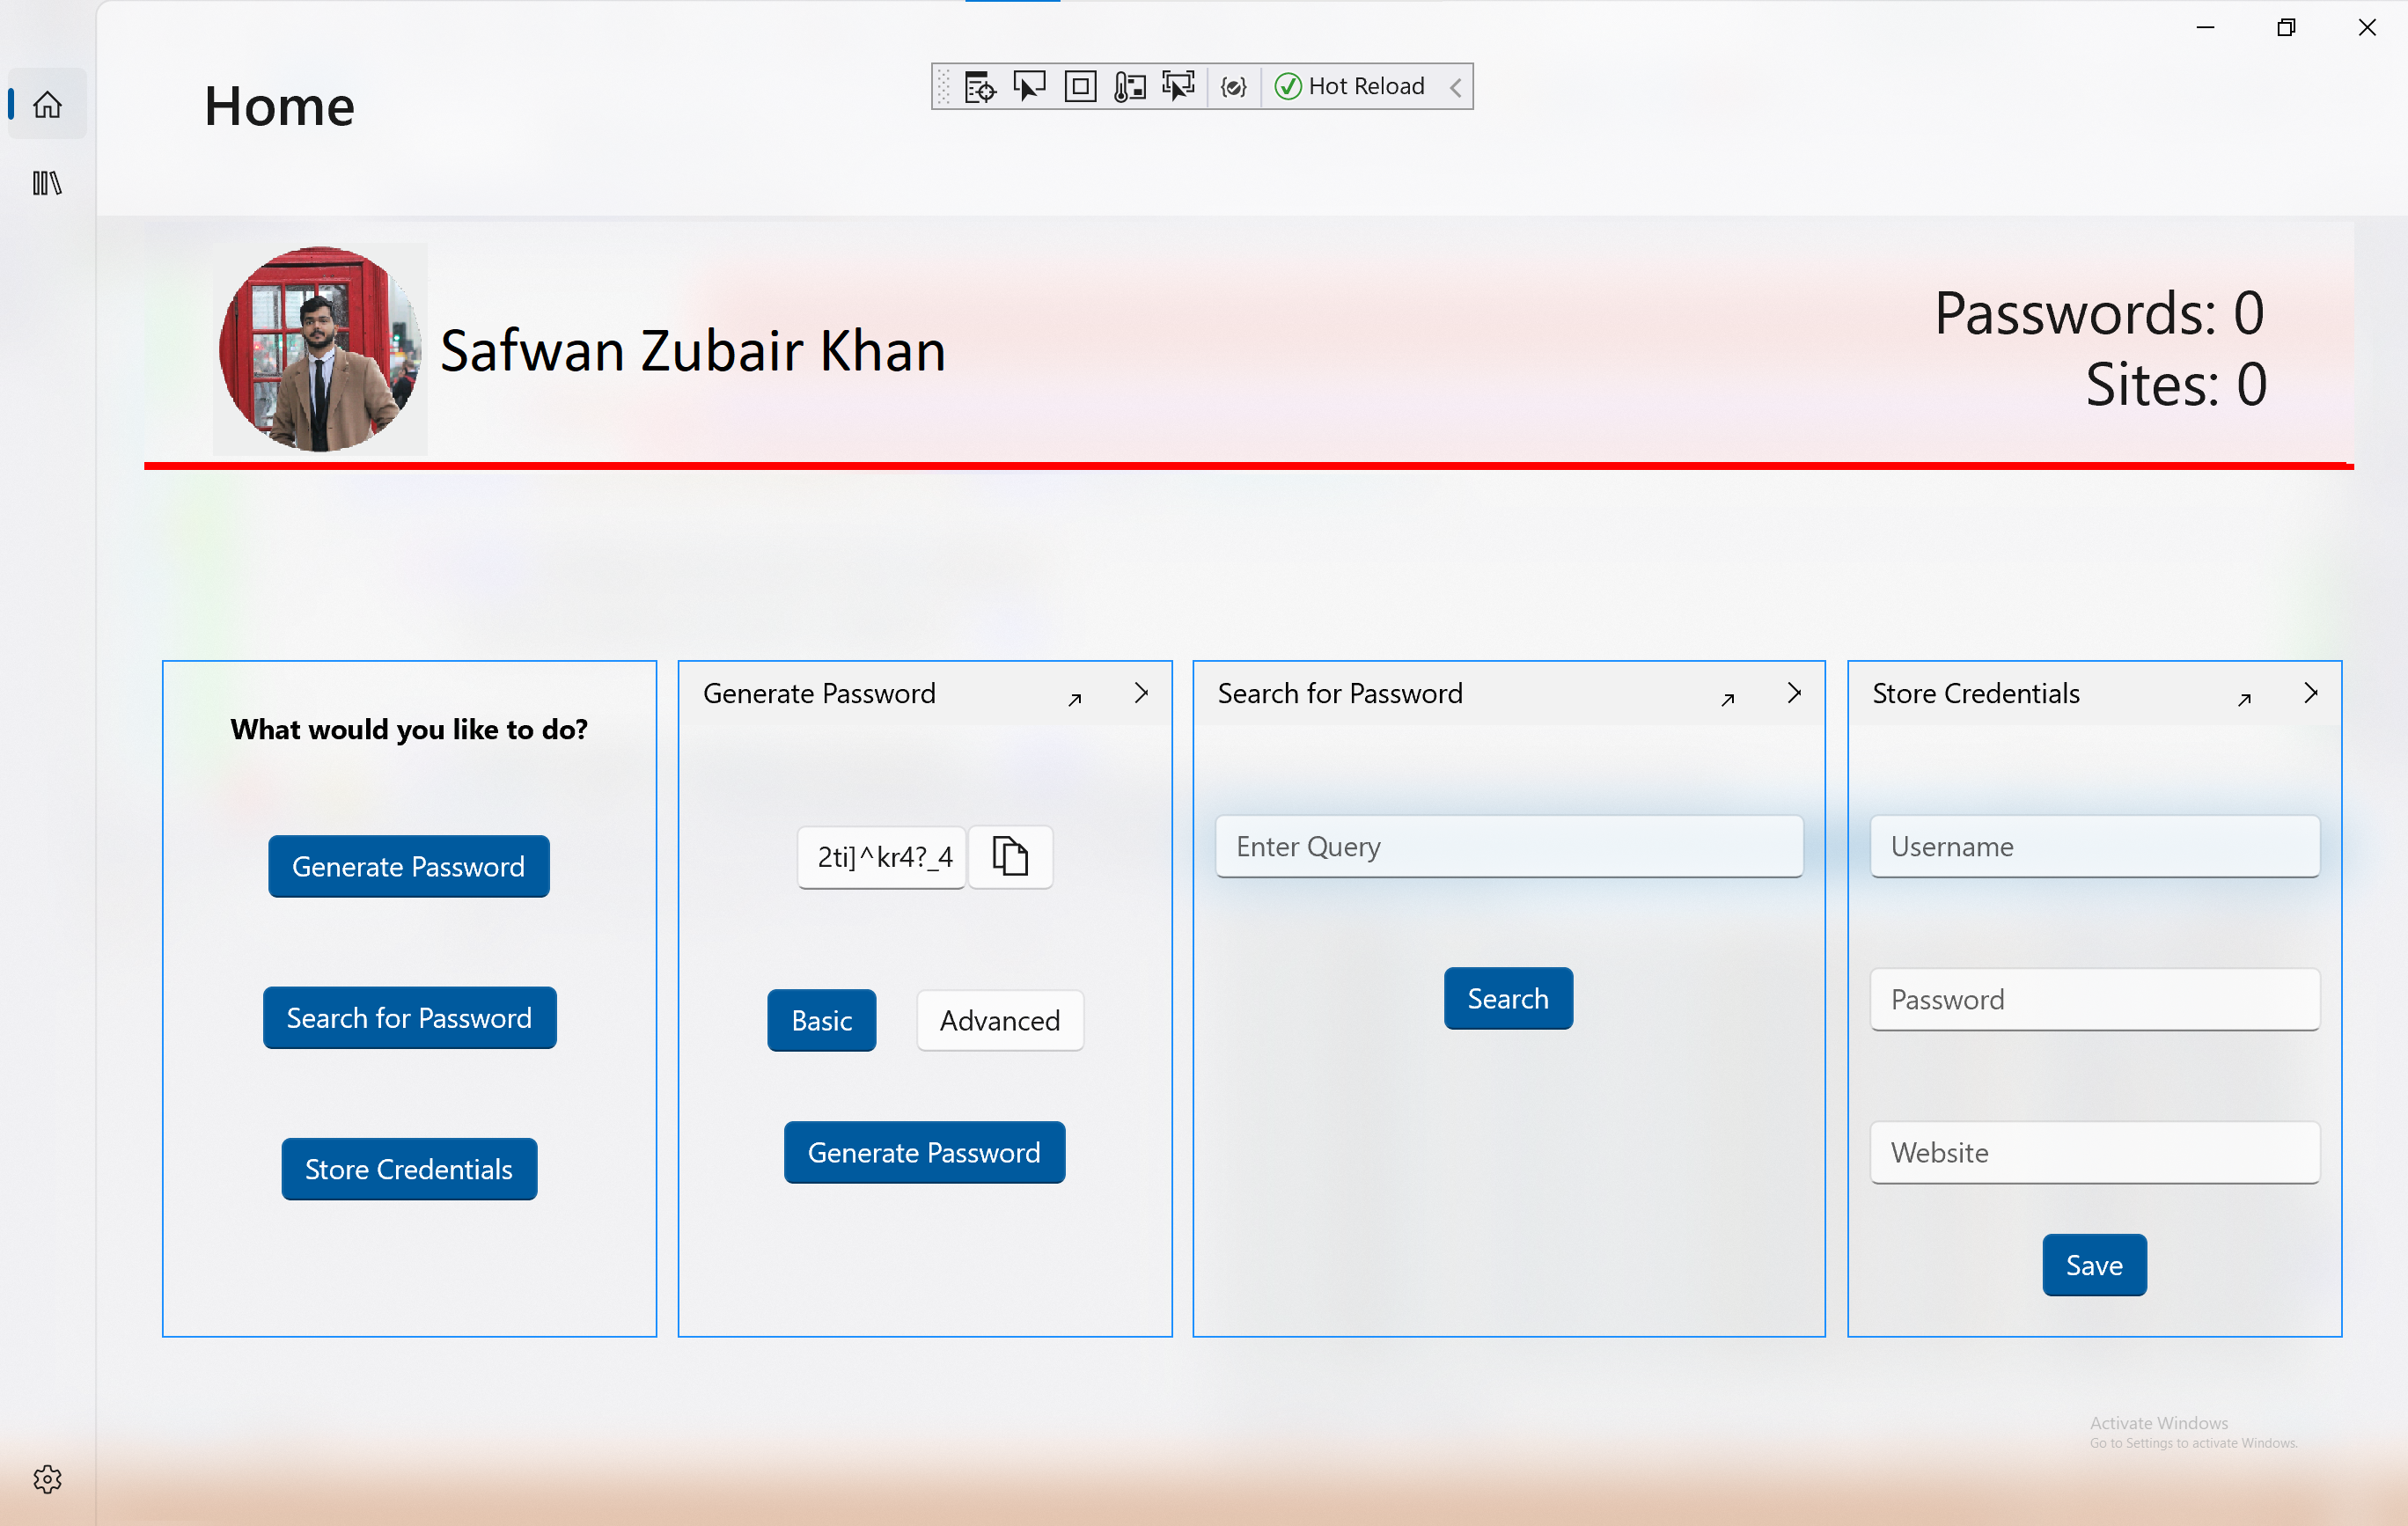 Home
Hot Reload
Safwan Zubair Khan
Passwords: 0
Sites: 0
What would you like to do?
Generate Password
Search for Password
Store Credentials
Generate Password
2ti]^kr4?_4
Basic
Advanced
Generate Password
Search for Password
Enter Query
Search
Store Credentials
Username
Password
Website
Save
Activate Windows
Go to Settings to activate Windows.